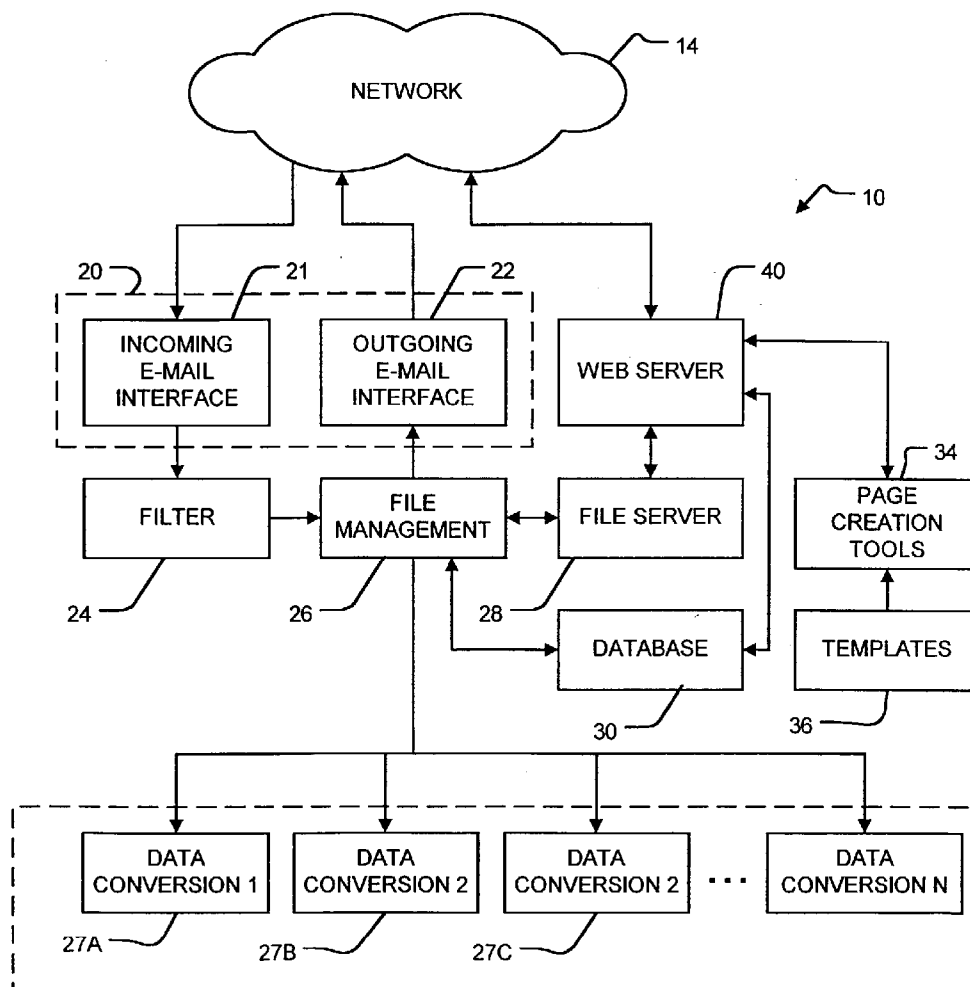 14
NETWORK
10
20
21
22
40
INCOMING
E-MAIL
INTERFACE
OUTGOING
E-MAIL
INTERFACE
WEB SERVER
34
FILTER
FILE
MANAGEMENT
FILE SERVER
PAGE
CREATION
TOOLS
24
26
28
DATABASE
TEMPLATES
30
36
DATA
CONVERSION 1
DATA
CONVERSION 2
DATA
CONVERSION 2
...
DATA
CONVERSION N
27A
27B
27C